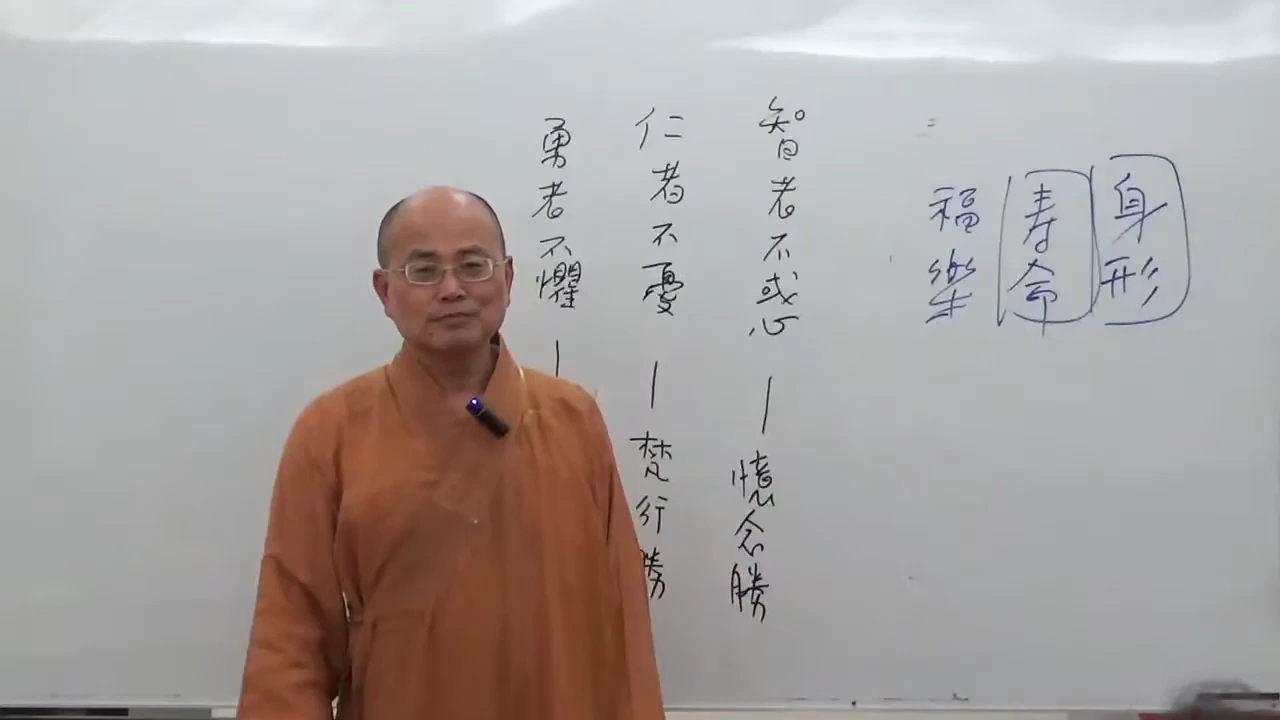 身形
寿命
福樂
智者不惑－憶念勝
仁者不憂－梵行勝
勇者不懼－